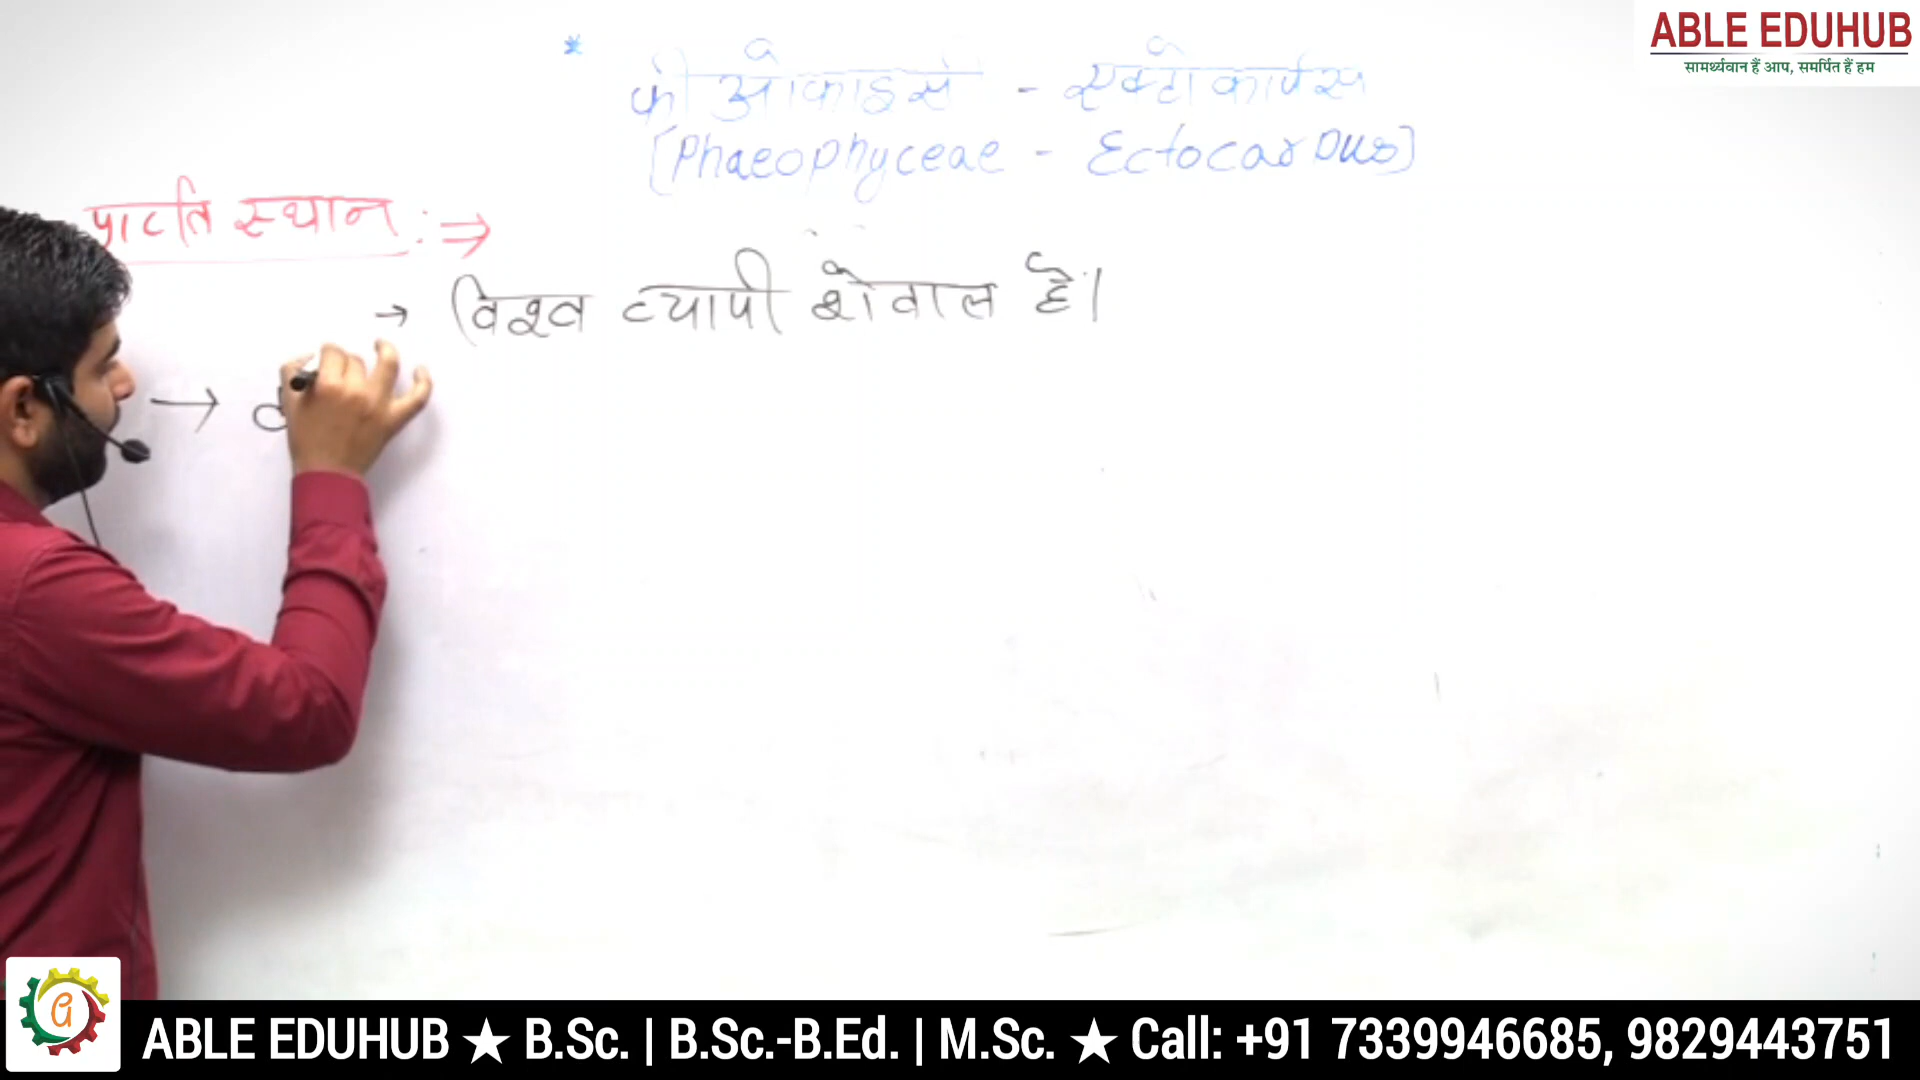 ABLE EDUHUB
सामर्थ्यवान हैं आप, समर्पित हैं हम
* फीओफाइसी - एक्टोकार्पस
[Phaeophyceae - Ectocarpus]
प्राप्ति स्थान :⇒
→ विश्व व्यापी शैवाल है।
→
ABLE EDUHUB ★ B.Sc. | B.Sc.-B.Ed. | M.Sc. ★ Call: +91 7339946685, 9829443751